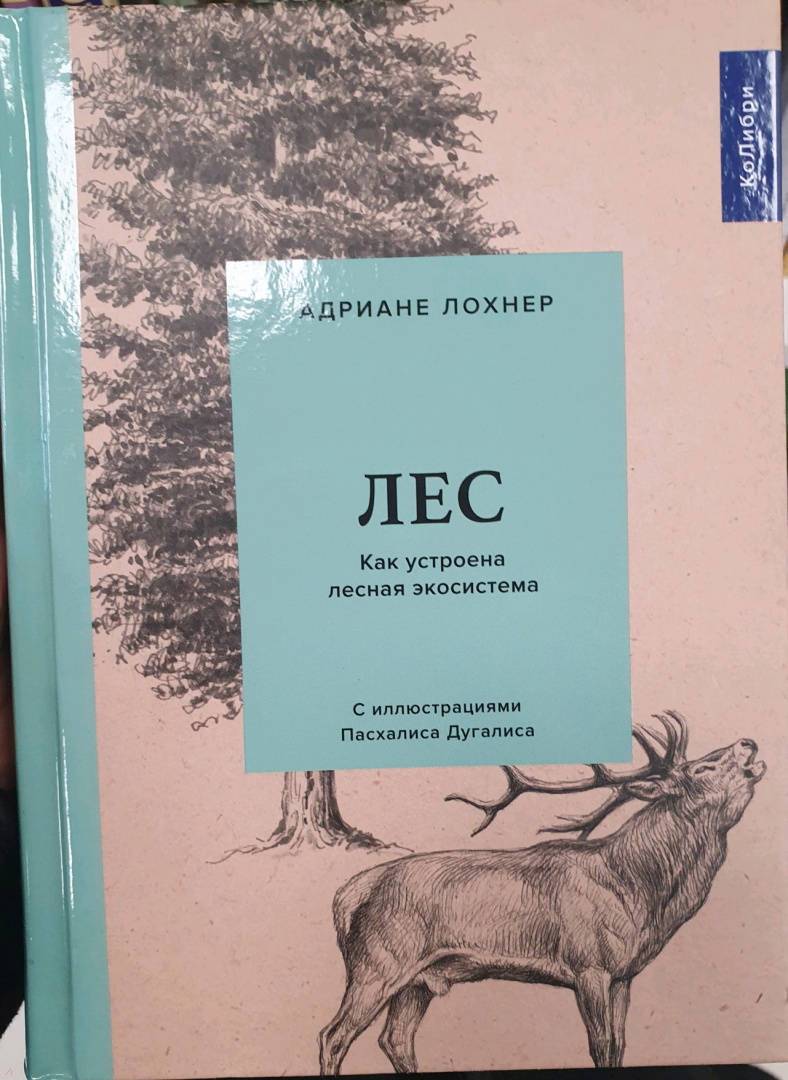 КоЛибри
АДРИАНЕ ЛОХНЕР
ЛЕС
Как устроена
лесная экосистема
С иллюстрациями
Пасхалиса Дугалиса